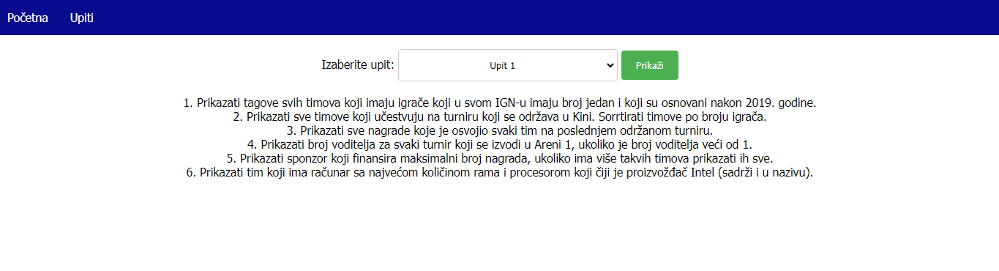 Početna Upiti
Izaberite upit: Upit 1 Prikaži
1. Prikazati tagove svih timova koji imaju igrače koji u svom IGN-u imaju broj jedan i koji su osnovani nakon 2019. godine.
2. Prikazati sve timove koji učestvuju na turniru koji se održava u Kini. Sorrtirati timove po broju igrača.
3. Prikazati sve nagrade koje je osvojio svaki tim na poslednjem održanom turniru.
4. Prikazati broj voditelja za svaki turnir koji se izvodi u Areni 1, ukoliko je broj voditelja veći od 1.
5. Prikazati sponzor koji finansira maksimalni broj nagrada, ukoliko ima više takvih timova prikazati ih sve.
6. Prikazati tim koji ima računar sa najvećom količinom rama i procesorom koji čiji je proizvožđač Intel (sadrži i u nazivu).